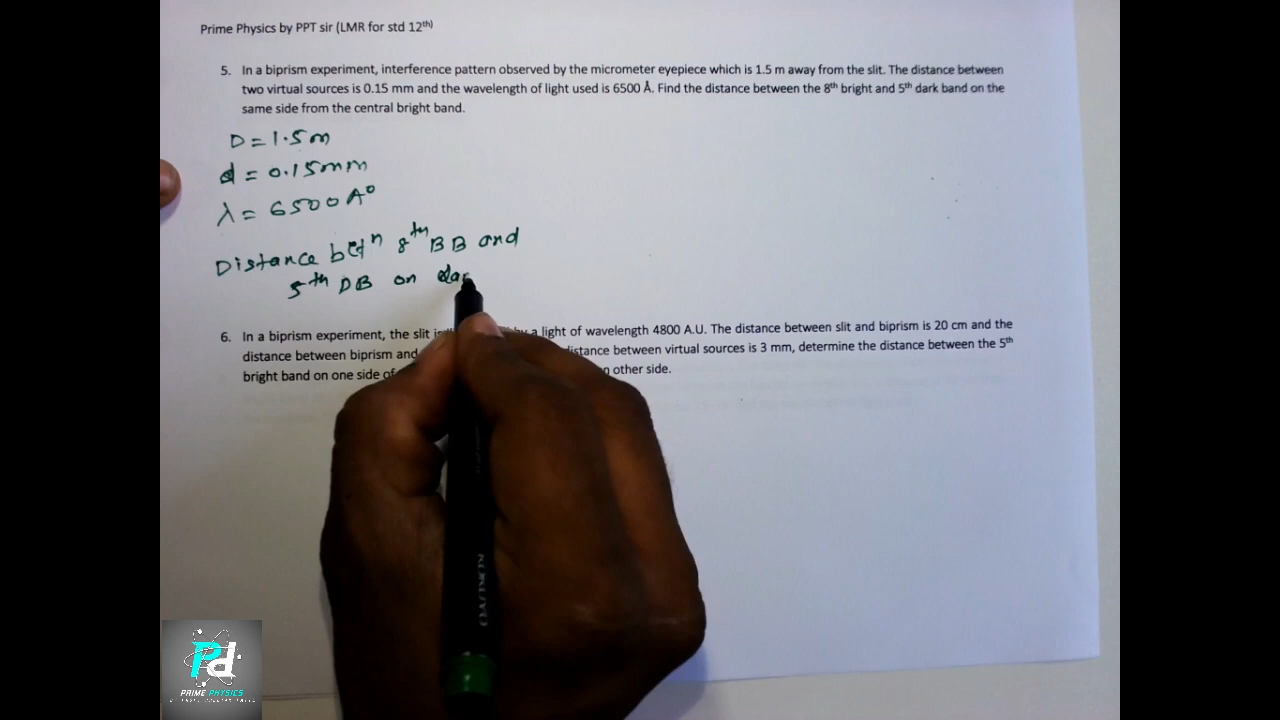 Prime Physics by PPT sir (LMR for std 12th)
5. In a biprism experiment, interference pattern observed by the micrometer eyepiece which is 1.5 m away from the slit. The distance between
two virtual sources is 0.15 mm and the wavelength of light used is 6500 Å. Find the distance between the 8th bright and 5th dark band on the
same side from the central bright band.
D = 1.5m
d = 0.15mm
λ = 6500 A°
Distance betn 8th BB and
5th DB on
6. In a biprism experiment, the slit is by a light of wavelength 4800 A.U. The distance between slit and biprism is 20 cm and the
distance between biprism and distance between virtual sources is 3 mm, determine the distance between the 5th
bright band on one side of on other side.
Pd
PRIME PHYSICS